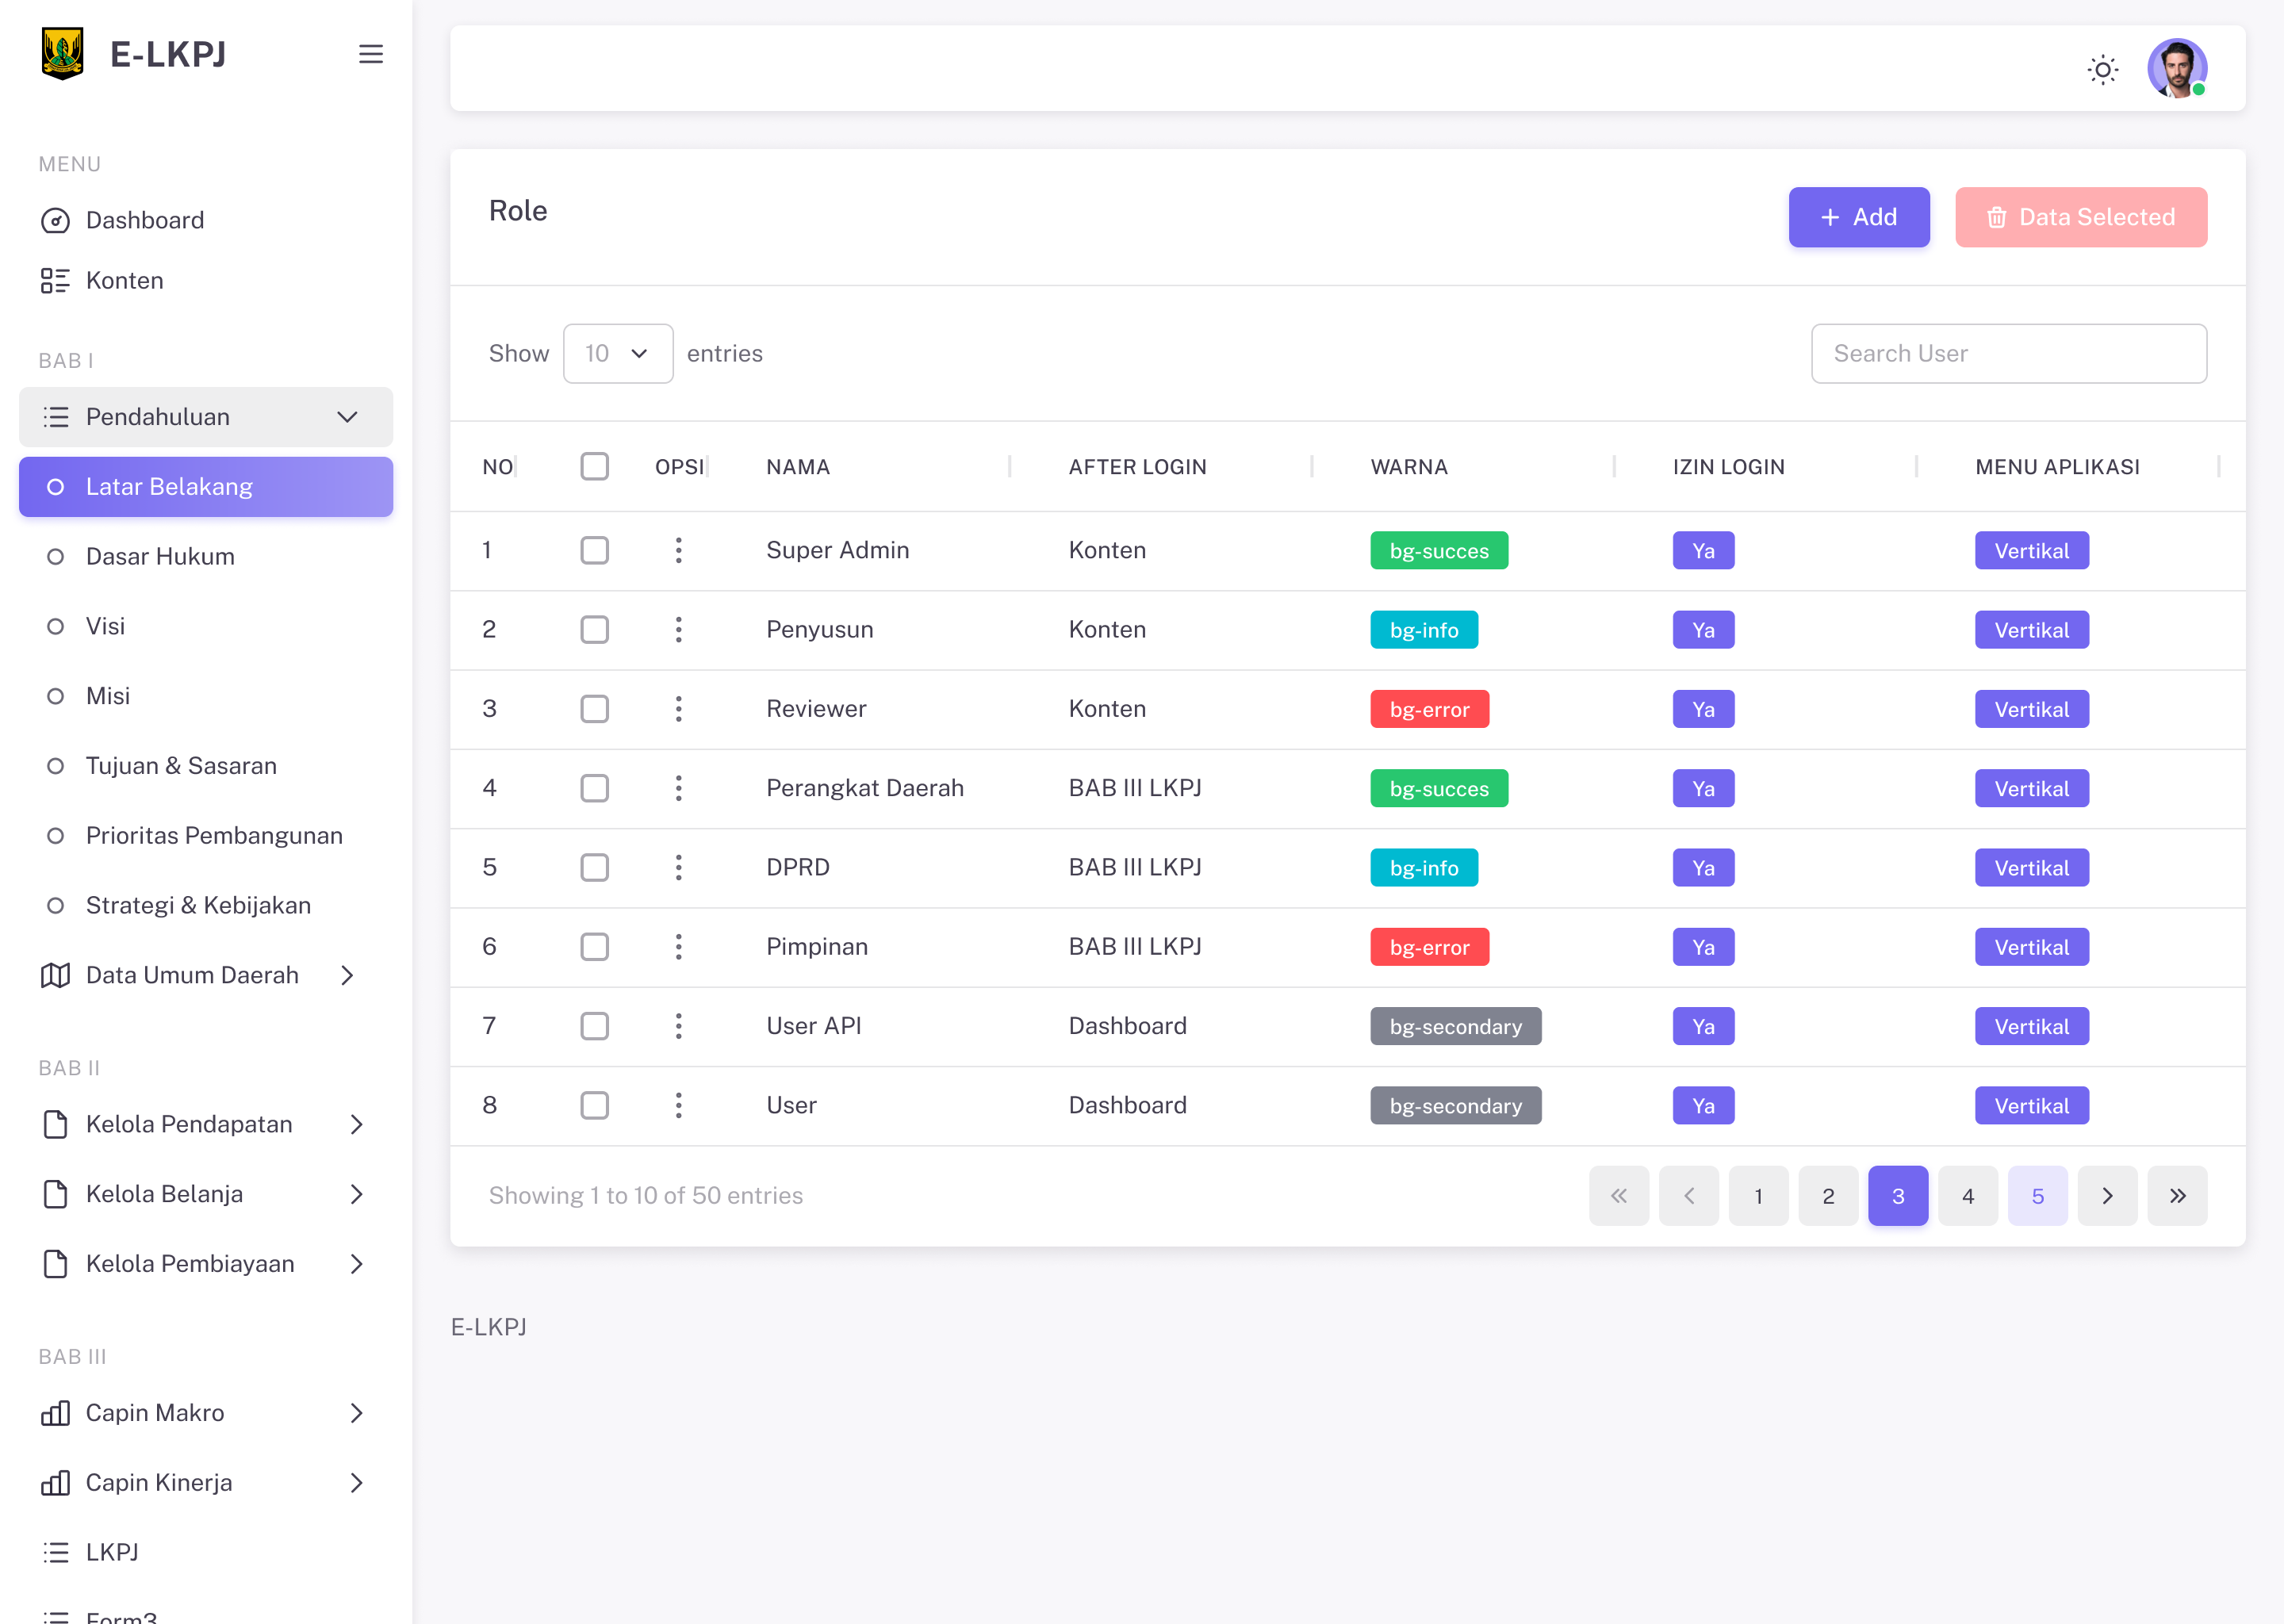 E-LKPJ
MENU
Dashboard
Konten
BAB I
Pendahuluan
Latar Belakang
Dasar Hukum
Visi
Misi
Tujuan & Sasaran
Prioritas Pembangunan
Strategi & Kebijakan
Data Umum Daerah
BAB II
Kelola Pendapatan
Kelola Belanja
Kelola Pembiayaan
BAB III
Capin Makro
Capin Kinerja
LKPJ
Form3
Role
Add
Data Selected
Show 10 entries
Search User
NO OPSI NAMA AFTER LOGIN WARNA IZIN LOGIN MENU APLIKASI
1 Super Admin Konten bg-succes Ya Vertikal
2 Penyusun Konten bg-info Ya Vertikal
3 Reviewer Konten bg-error Ya Vertikal
4 Perangkat Daerah BAB III LKPJ bg-succes Ya Vertikal
5 DPRD BAB III LKPJ bg-info Ya Vertikal
6 Pimpinan BAB III LKPJ bg-error Ya Vertikal
7 User API Dashboard bg-secondary Ya Vertikal
8 User Dashboard bg-secondary Ya Vertikal
Showing 1 to 10 of 50 entries
1 2 3 4 5
E-LKPJ